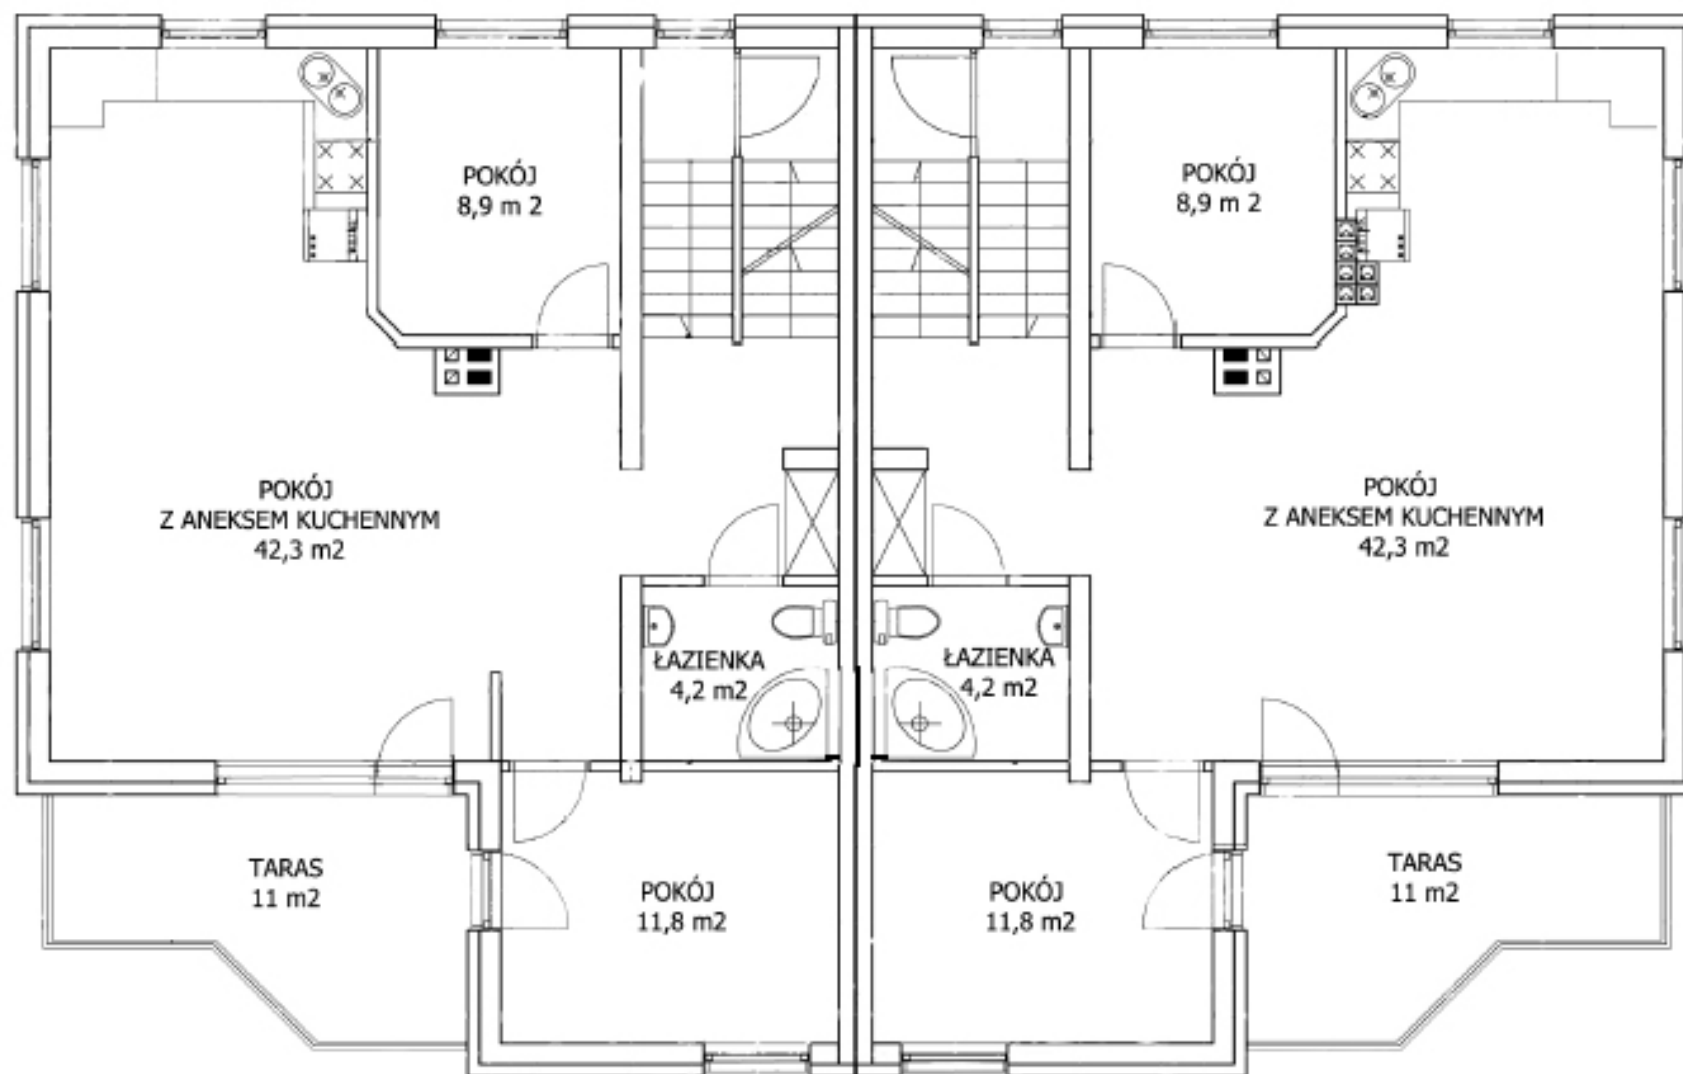 POKÓJ
8,9 m 2
POKÓJ
8,9 m 2
POKÓJ
Z ANEKSEM KUCHENNYM
42,3 m2
POKÓJ
Z ANEKSEM KUCHENNYM
42,3 m2
ŁAZIENKA
4,2 m2
ŁAZIENKA
4,2 m2
TARAS
11 m2
POKÓJ
11,8 m2
POKÓJ
11,8 m2
TARAS
11 m2